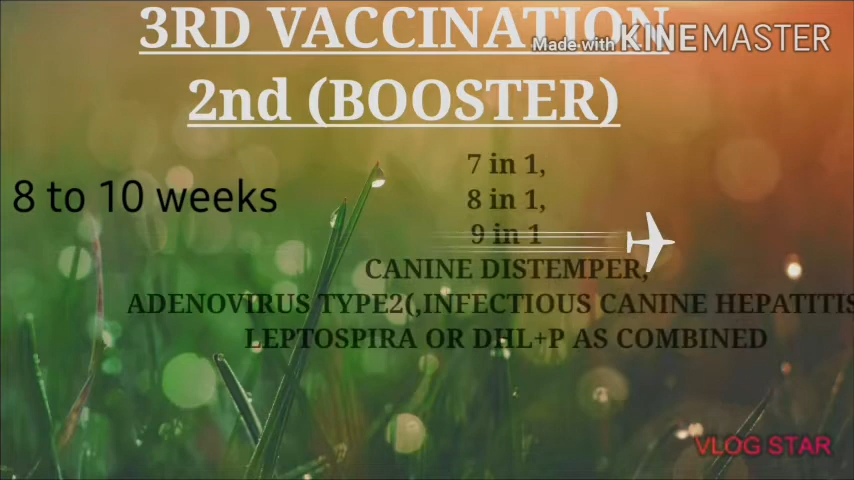 3RD VACCINATION
Made with KINEMASTER
2nd (BOOSTER)
8 to 10 weeks
7 in 1,
8 in 1,
9 in 1
CANINE DISTEMPER,
ADENOVIRUS TYPE2(,INFECTIOUS CANINE HEPATITIS
LEPTOSPIRA OR DHL+P AS COMBINED
VLOG STAR